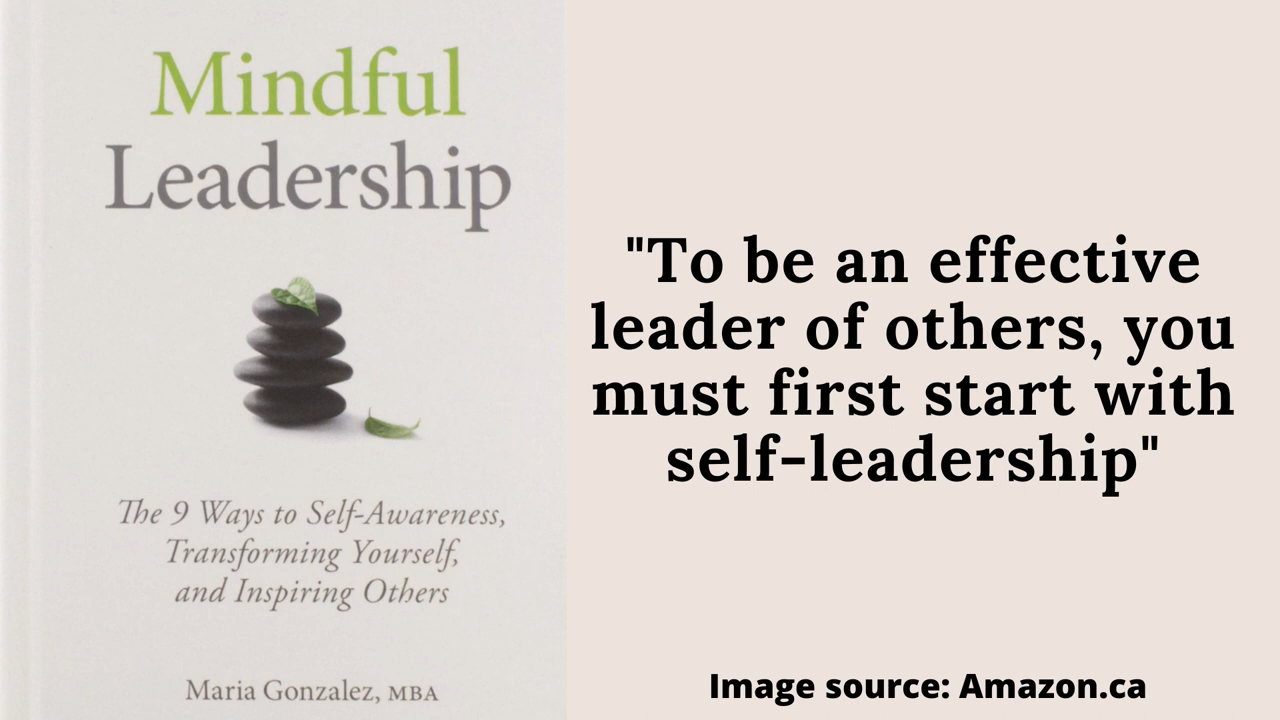 Mindful
Leadership
The 9 Ways to Self-Awareness,
Transforming Yourself,
and Inspiring Others
Maria Gonzalez, MBA
"To be an effective
leader of others, you
must first start with
self-leadership"
Image source: Amazon.ca